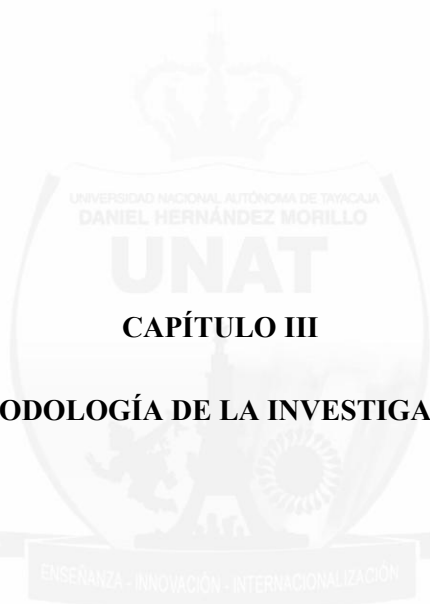 UNIVERSIDAD NACIONAL AUTÓNOMA DE TAYACAJA
DANIEL HERNÁNDEZ MORILLO
UNAT
CAPÍTULO III
ODOLOGÍA DE LA INVESTIGA
ENSEÑANZA - INNOVACIÓN - INTERNACIONALIZACIÓN